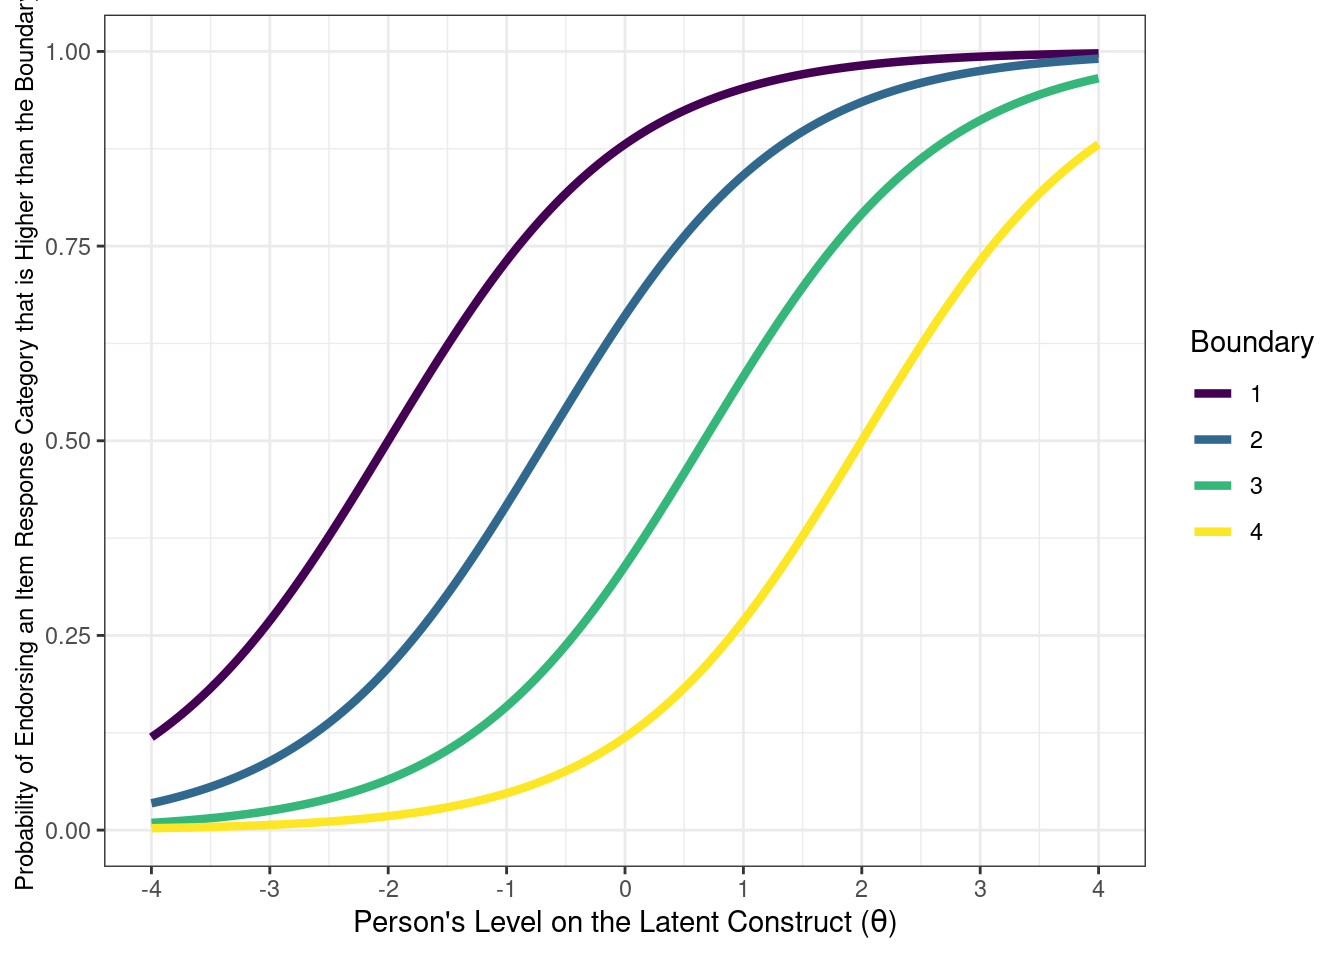 Probability of Endorsing an Item Response Category that is Higher than the Boundary
1.00
0.75
0.50
0.25
0.00
-4 -3 -2 -1 0 1 2 3 4
Person's Level on the Latent Construct (θ)
Boundary
1
2
3
4